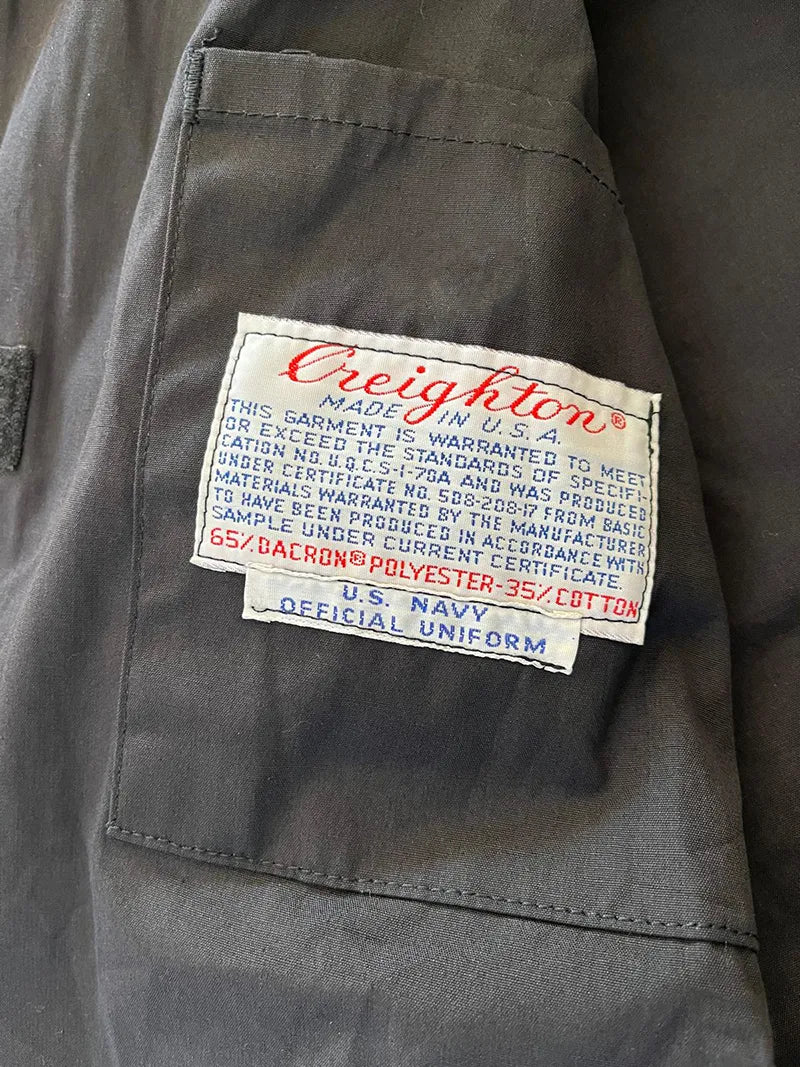 Creighton®
MADE IN U.S.A.
THIS GARMENT IS WARRANTED TO MEET
OR EXCEED THE STANDARDS OF SPECIFI-
CATION NO. U.Q.C.S-1-70A AND WAS PRODUCED
UNDER CERTIFICATE NO. 508-208-17 FROM BASIC
MATERIALS WARRANTED BY THE MANUFACTURER
TO HAVE BEEN PRODUCED IN ACCORDANCE WITH
SAMPLE UNDER CURRENT CERTIFICATE.
65% DACRON® POLYESTER-35% COTTON
U.S. NAVY
OFFICIAL UNIFORM